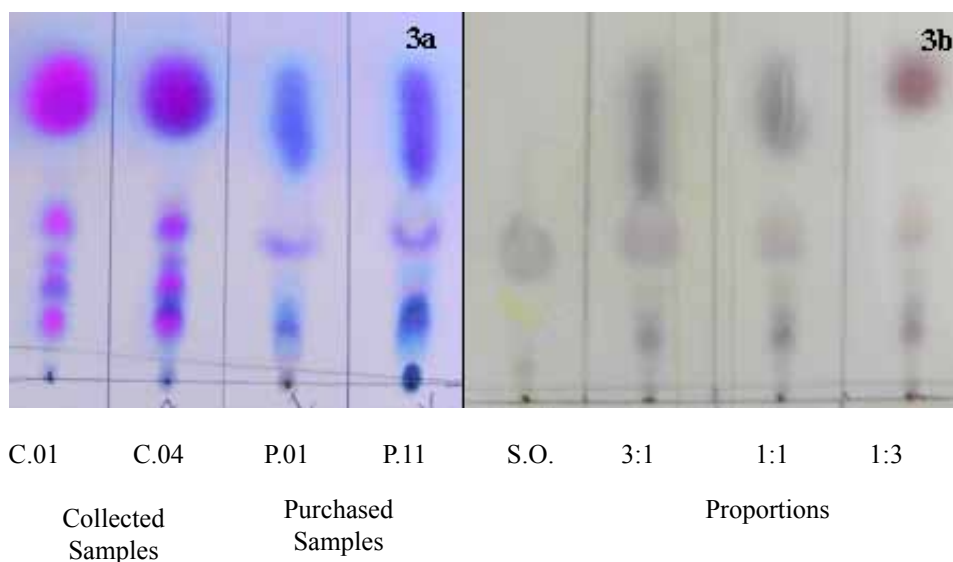 3a
3b
C.01 C.04 P.01 P.11 S.O. 3:1 1:1 1:3
Collected Samples
Purchased Samples
Proportions